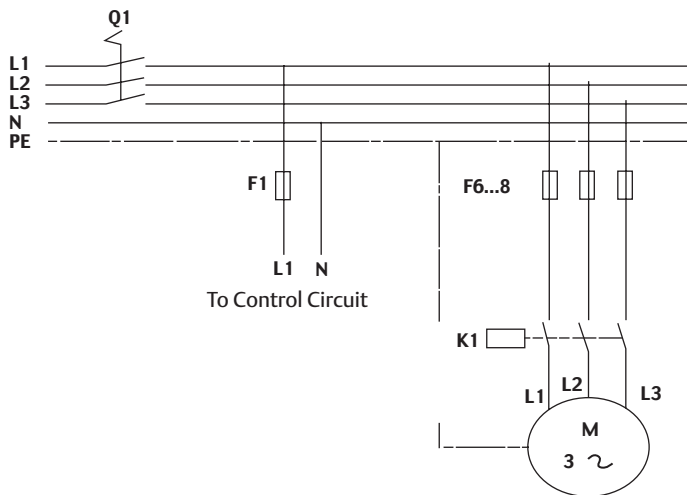 Q1
L1
L2
L3
N
PE
F1
F6...8
L1 N
To Control Circuit
K1
L1 L2 L3
M
3 ~